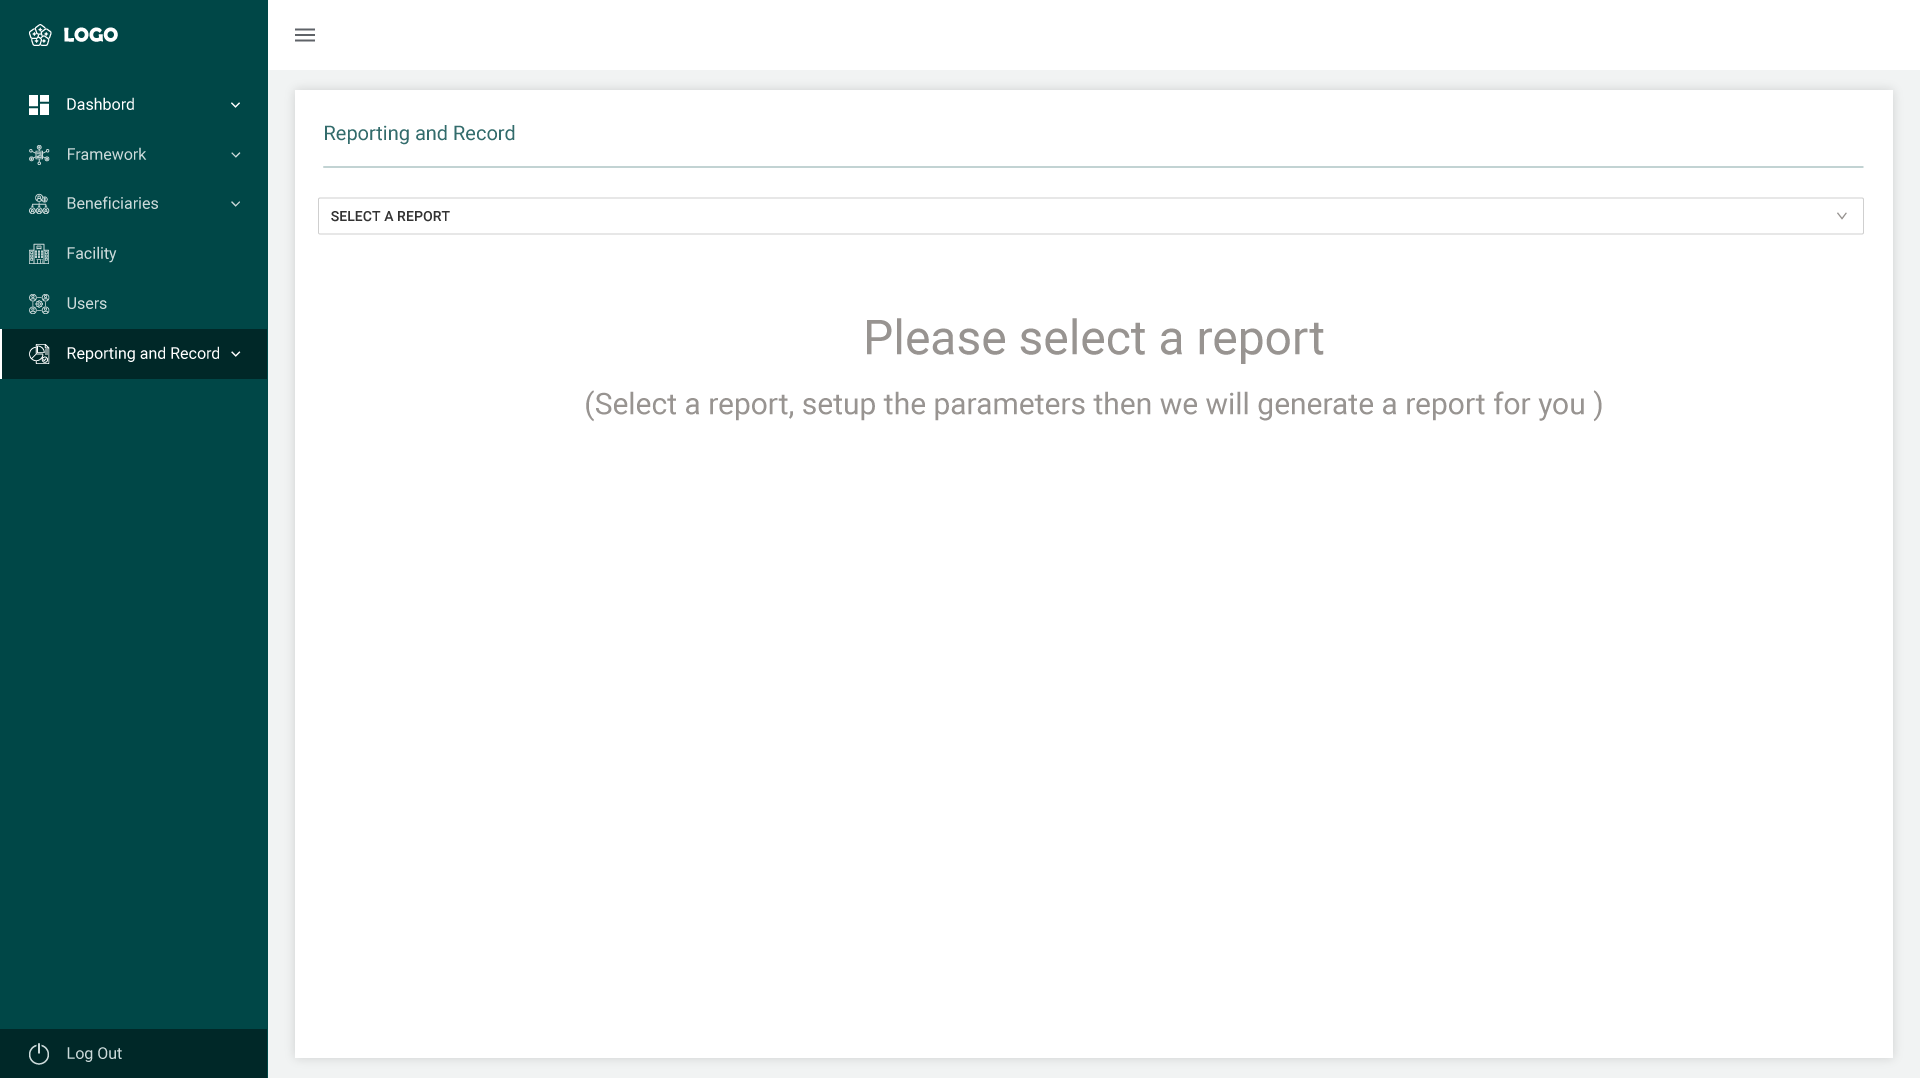 LOGO
Dashbord
Framework
Beneficiaries
Facility
Users
Reporting and Record
Log Out
Reporting and Record
SELECT A REPORT
Please select a report
(Select a report, setup the parameters then we will generate a report for you )